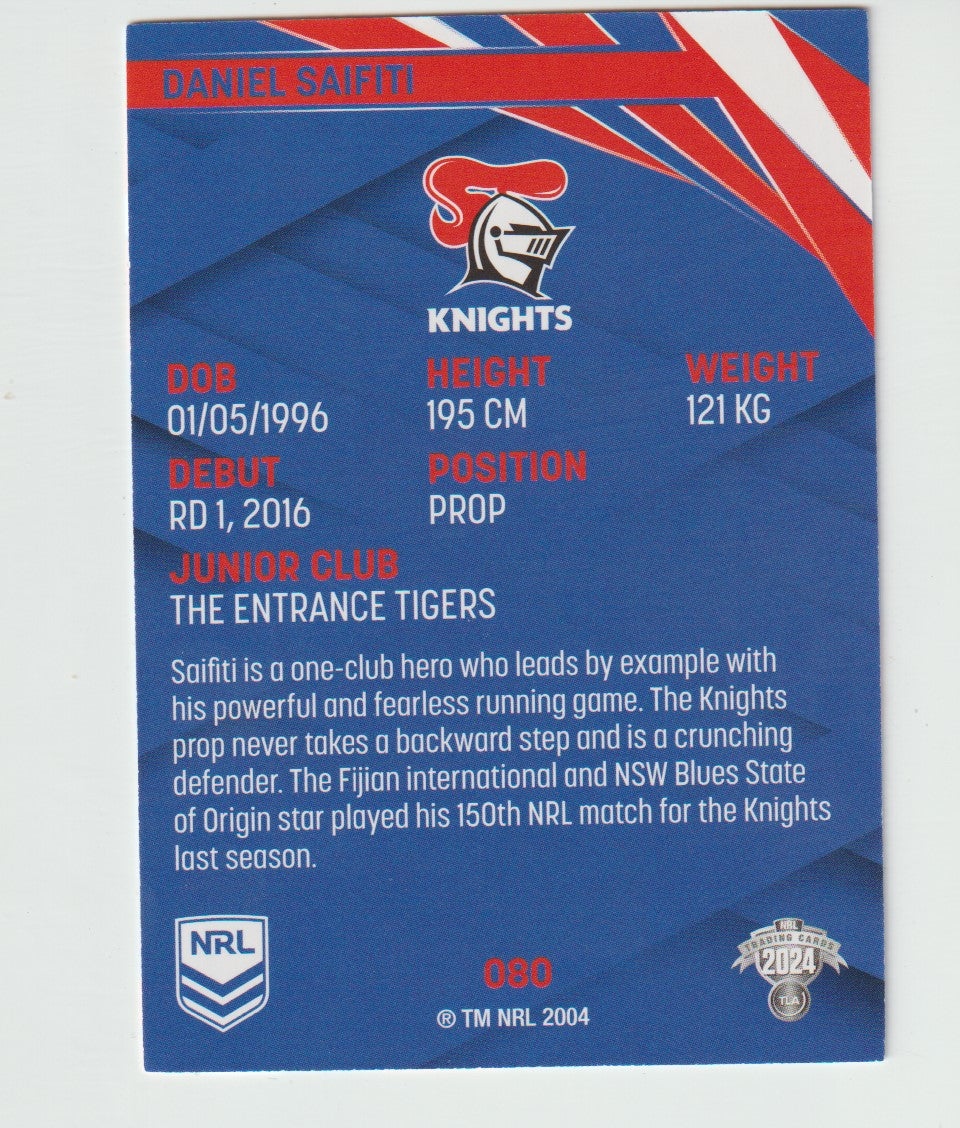 DANIEL SAIFITI
KNIGHTS
DOB HEIGHT WEIGHT
01/05/1996 195 CM 121 KG
DEBUT POSITION
RD 1, 2016 PROP
JUNIOR CLUB
THE ENTRANCE TIGERS
Saifiti is a one-club hero who leads by example with
his powerful and fearless running game. The Knights
prop never takes a backward step and is a crunching
defender. The Fijian international and NSW Blues State
of Origin star played his 150th NRL match for the Knights
last season.
NRL
NRL
TRADING CARDS
2024
TLA
080
® TM NRL 2004